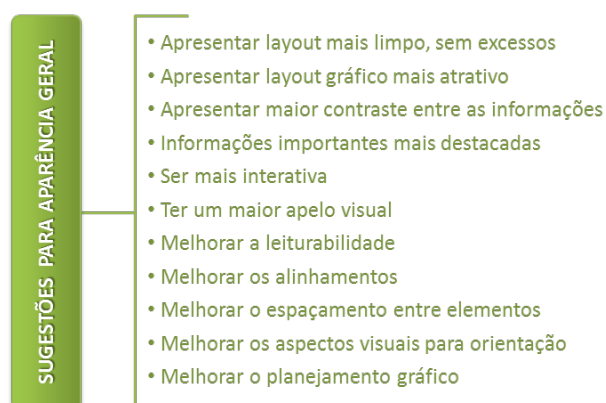 SUGESTÕES PARA APARÊNCIA GERAL
• Apresentar layout mais limpo, sem excessos
• Apresentar layout gráfico mais atrativo
• Apresentar maior contraste entre as informações
• Informações importantes mais destacadas
• Ser mais interativa
• Ter um maior apelo visual
• Melhorar a leiturabilidade
• Melhorar os alinhamentos
• Melhorar o espaçamento entre elementos
• Melhorar os aspectos visuais para orientação
• Melhorar o planejamento gráfico